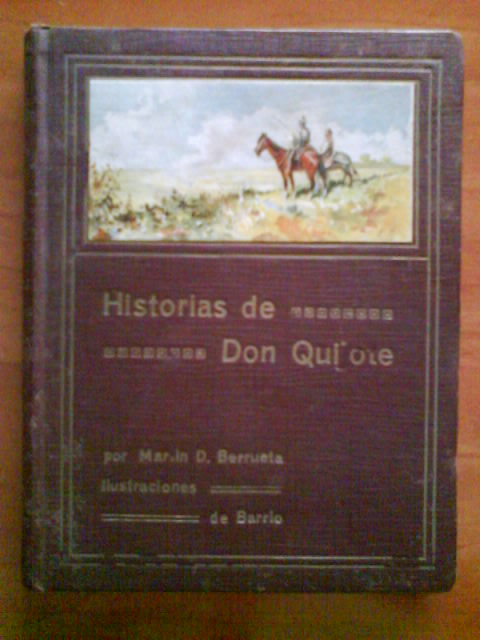 Historias de
Don Quijote
por Martin D. Berrueta
Ilustraciones
de Barrio